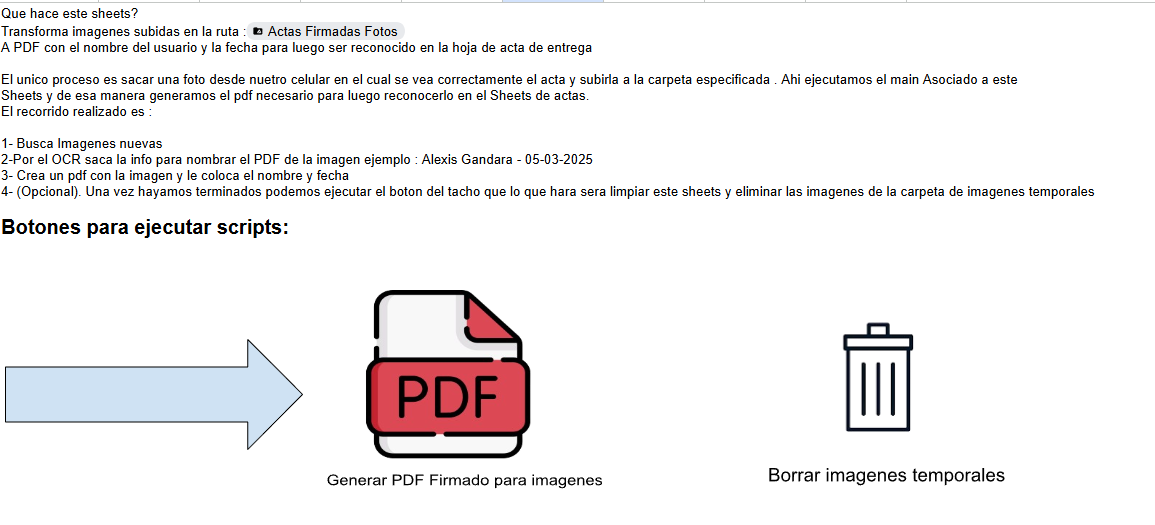 Que hace este sheets?
Transforma imagenes subidas en la ruta : Actas Firmadas Fotos
A PDF con el nombre del usuario y la fecha para luego ser reconocido en la hoja de acta de entrega
El unico proceso es sacar una foto desde nuetro celular en el cual se vea correctamente el acta y subirla a la carpeta especificada . Ahi ejecutamos el main Asociado a este
Sheets y de esa manera generamos el pdf necesario para luego reconocerlo en el Sheets de actas.
El recorrido realizado es :
1- Busca Imagenes nuevas
2-Por el OCR saca la info para nombrar el PDF de la imagen ejemplo : Alexis Gandara - 05-03-2025
3- Crea un pdf con la imagen y le coloca el nombre y fecha
4- (Opcional). Una vez hayamos terminados podemos ejecutar el boton del tacho que lo que hara sera limpiar este sheets y eliminar las imagenes de la carpeta de imagenes temporales
Botones para ejecutar scripts:
PDF
Generar PDF Firmado para imagenes
Borrar imagenes temporales